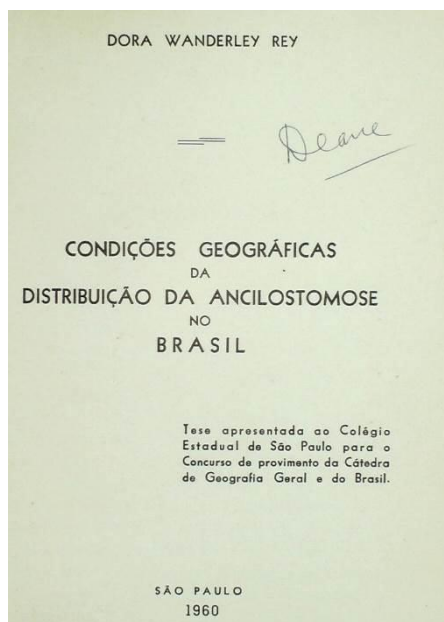 DORA WANDERLEY REY
Deane
CONDIÇÕES GEOGRÁFICAS
DA
DISTRIBUIÇÃO DA ANCILOSTOMOSE
NO
BRASIL
Tese apresentada ao Colégio
Estadual de São Paulo para o
Concurso de provimento da Cátedra
de Geografia Geral e do Brasil.
SÃO PAULO
1960